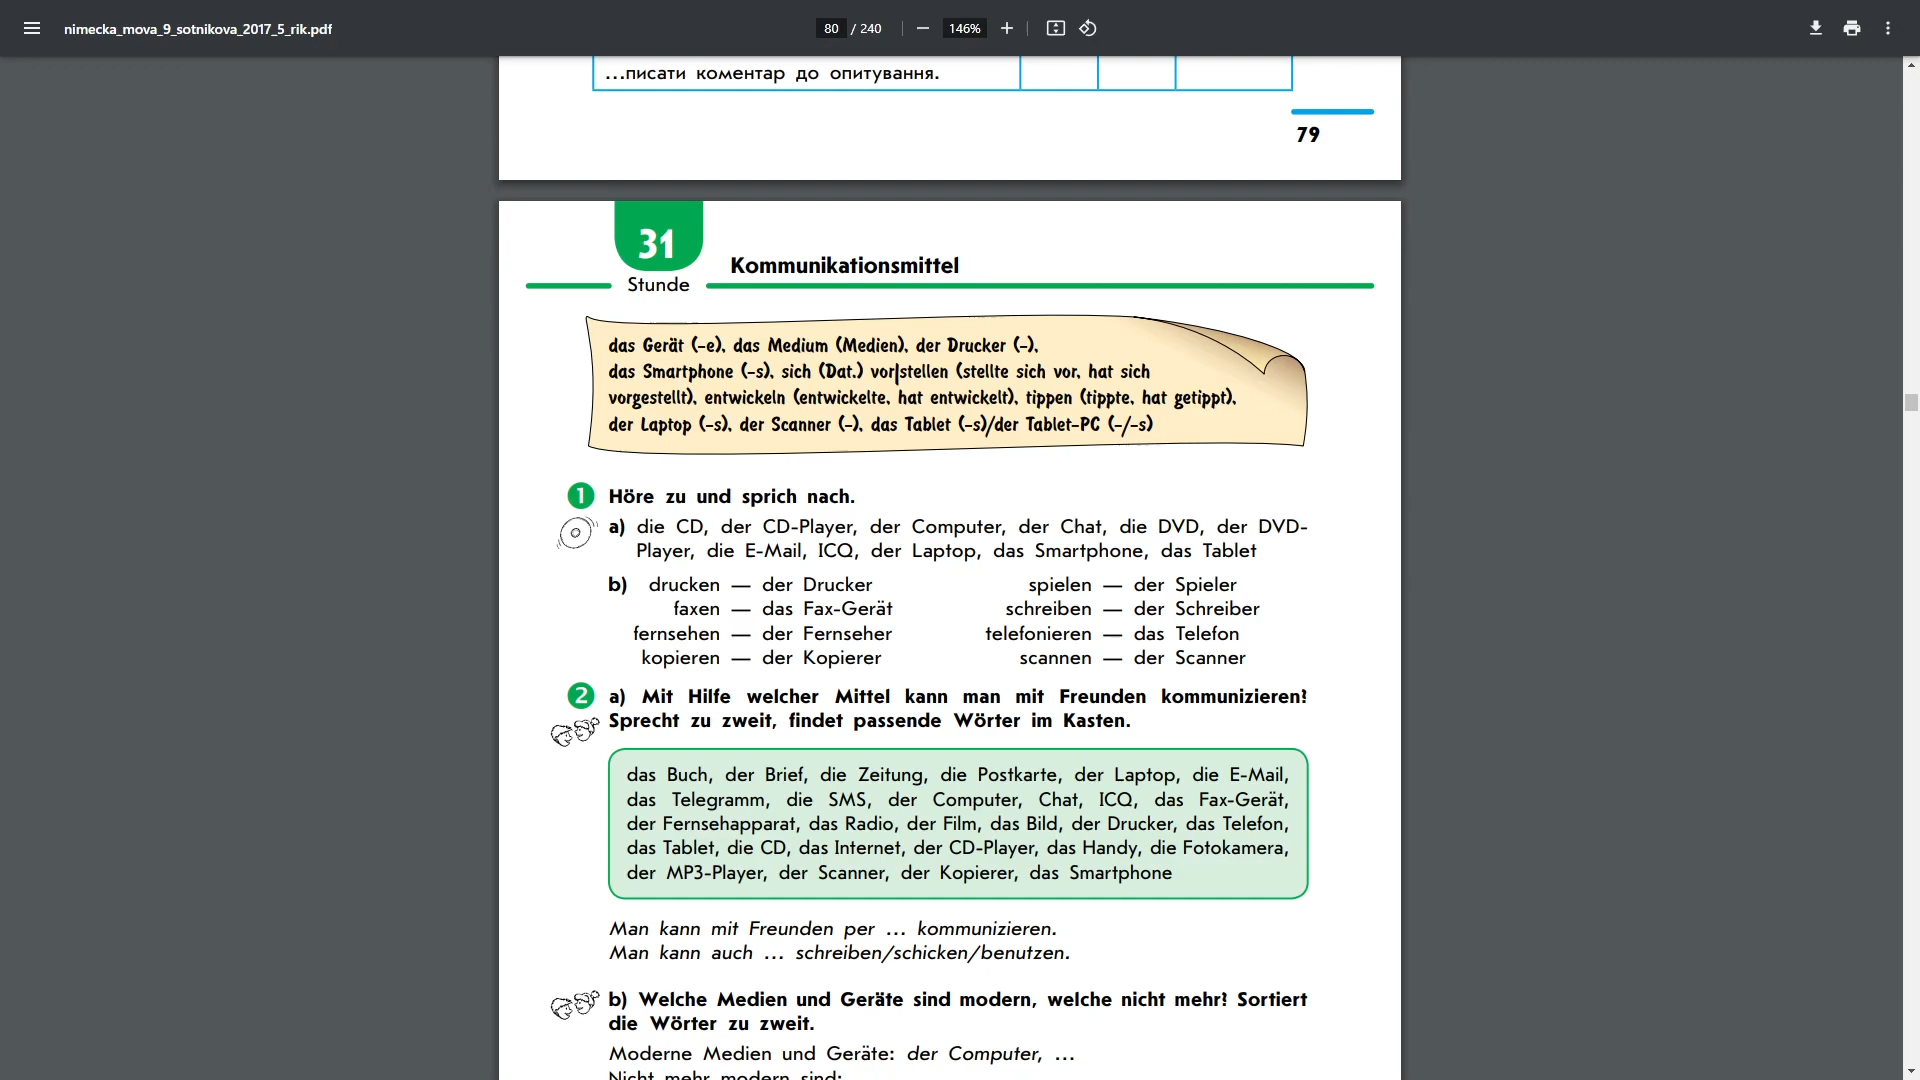 nimecka_mova_9_sotnikova_2017_5_rik.pdf
80 / 240
146%
...писати коментар до опитування.
79
31
Stunde
Kommunikationsmittel
das Gerät (-e), das Medium (Medien), der Drucker (-),
das Smartphone (-s), sich (Dat.) vor|stellen (stellte sich vor, hat sich
vorgestellt), entwickeln (entwickelte, hat entwickelt), tippen (tippte, hat getippt),
der Laptop (-s), der Scanner (-), das Tablet (-s)/der Tablet-PC (-/-s)
1 Höre zu und sprich nach.
a) die CD, der CD-Player, der Computer, der Chat, die DVD, der DVD-
Player, die E-Mail, ICQ, der Laptop, das Smartphone, das Tablet
b) drucken — der Drucker spielen — der Spieler
faxen — das Fax-Gerät schreiben — der Schreiber
fernsehen — der Fernseher telefonieren — das Telefon
kopieren — der Kopierer scannen — der Scanner
2 a) Mit Hilfe welcher Mittel kann man mit Freunden kommunizieren?
Sprecht zu zweit, findet passende Wörter im Kasten.
das Buch, der Brief, die Zeitung, die Postkarte, der Laptop, die E-Mail,
das Telegramm, die SMS, der Computer, Chat, ICQ, das Fax-Gerät,
der Fernsehapparat, das Radio, der Film, das Bild, der Drucker, das Telefon,
das Tablet, die CD, das Internet, der CD-Player, das Handy, die Fotokamera,
der MP3-Player, der Scanner, der Kopierer, das Smartphone
Man kann mit Freunden per ... kommunizieren.
Man kann auch ... schreiben/schicken/benutzen.
b) Welche Medien und Geräte sind modern, welche nicht mehr? Sortiert
die Wörter zu zweit.
Moderne Medien und Geräte: der Computer, ...
Nicht mehr modern sind: